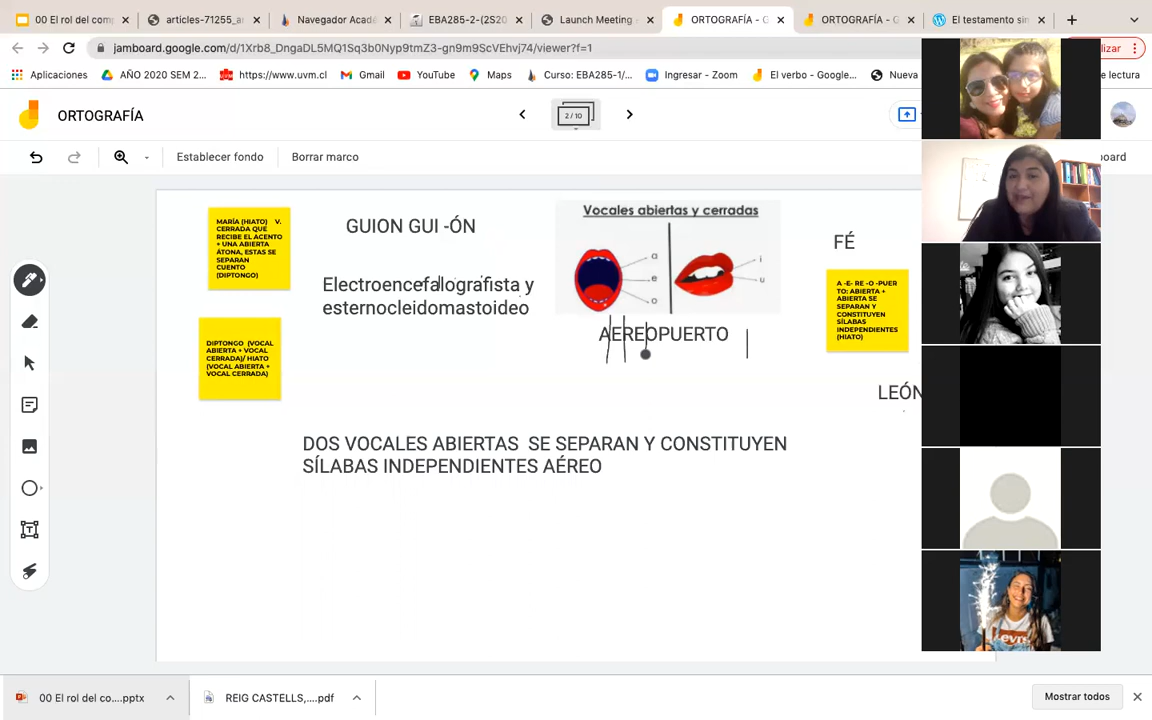 00 El rol del comp
articles-71255_a
Navegador Acadé
EBA285-2-(2S20
Launch Meeting
ORTOGRAFÍA - G
ORTOGRAFÍA - G
El testamento sin
jamboard.google.com/d/1Xrb8_DngaDL5MQ1Sq3b0Nyp9tmZ3-gn9m9ScVEhvj74/viewer?f=1
lizar
Aplicaciones
AÑO 2020 SEM 2...
https://www.uvm.cl
Gmail
YouTube
Maps
Curso: EBA285-1/...
Ingresar - Zoom
El verbo - Google...
Nueva
e lectura
ORTOGRAFÍA
2 / 10
Establecer fondo
Borrar marco
board
MARÍA (HIATO) V.
CERRADA QUE
RECIBE EL ACENTO
+ UNA ABIERTA
ÁTONA, ESTAS SE
SEPARAN
CUENTO
(DIPTONGO)
GUION GUI -ÓN
Vocales abiertas y cerradas
a
e
o
i
u
FÉ
Electroencefalografista y
esternocleidomastoideo
AEREOPUERTO
A -E- RE -O -PUER
TO: ABIERTA +
ABIERTA SE
SEPARAN Y
CONSTITUYEN
SÍLABAS
INDEPENDIENTES
(HIATO)
DIPTONGO (VOCAL
ABIERTA + VOCAL
CERRADA)/ HIATO
(VOCAL ABIERTA +
VOCAL CERRADA)
LEÓN
DOS VOCALES ABIERTAS SE SEPARAN Y CONSTITUYEN
SÍLABAS INDEPENDIENTES AÉREO
Levi's
00 El rol del co....pptx
REIG CASTELLS,....pdf
Mostrar todos